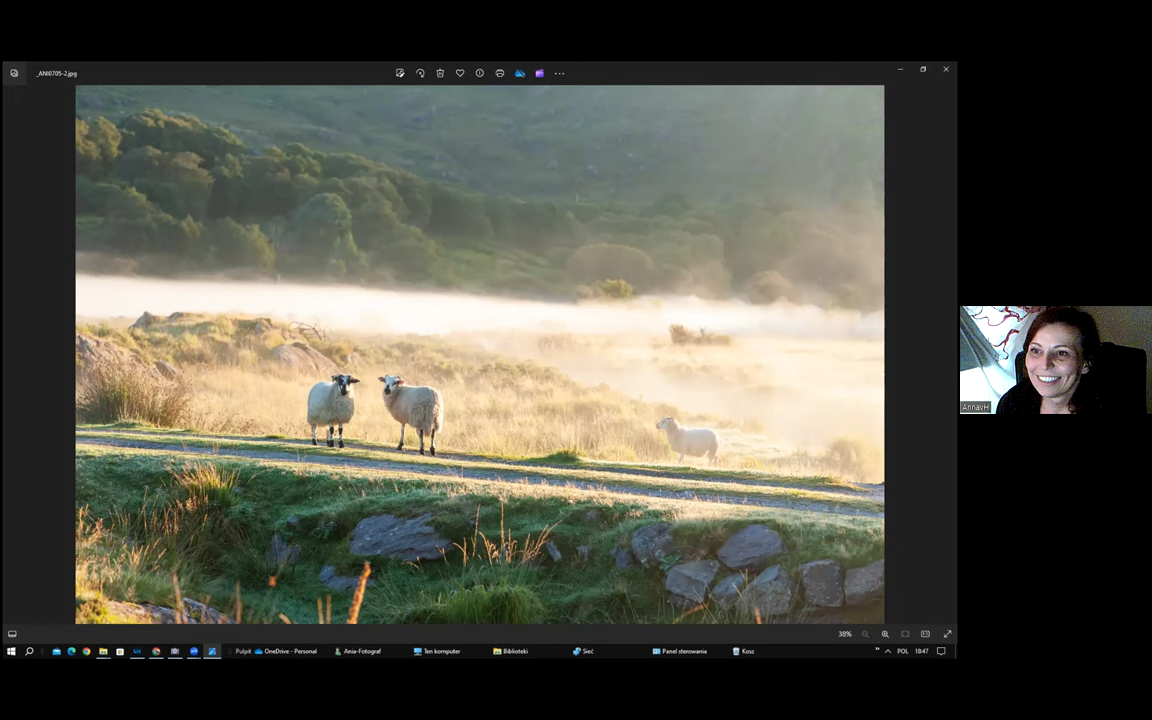 _ANI0705-2.jpg
AnnavH
38%
Pulpit
OneDrive - Personal
Ania-Fotograf
Ten komputer
Biblioteki
Sieć
Panel sterowania
Kosz
»
POL
18:47